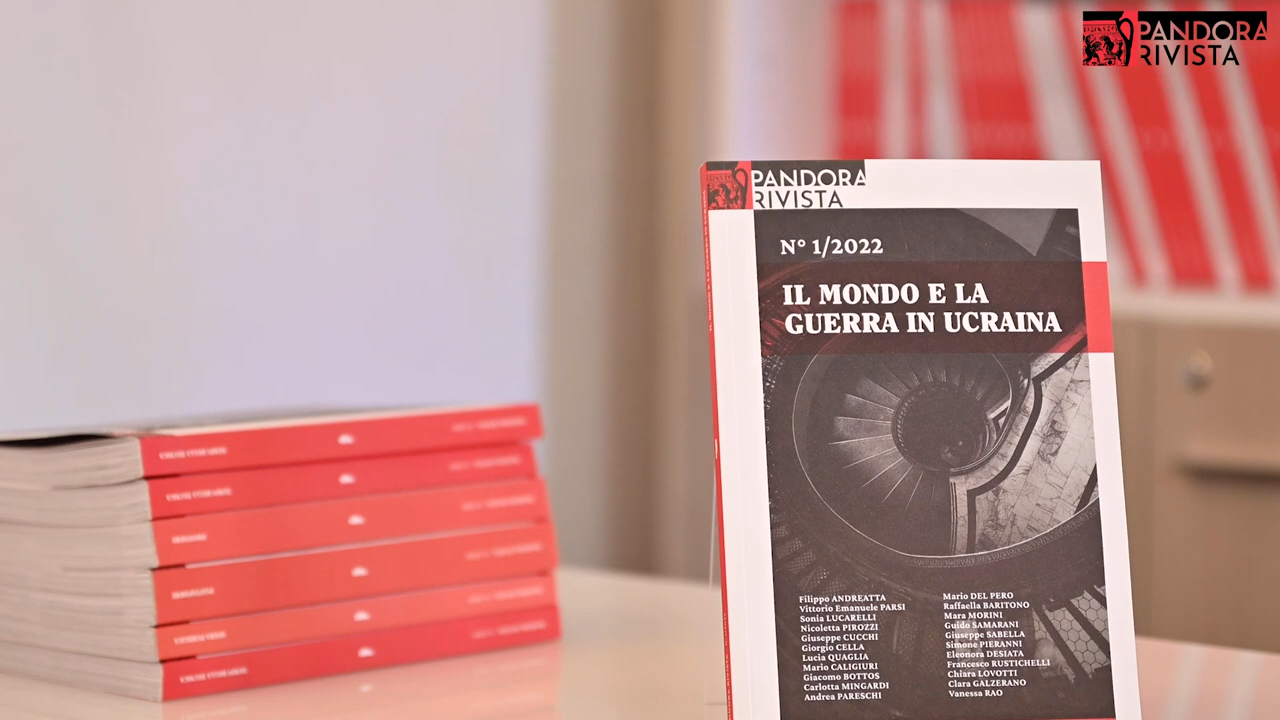 PANDORA
RIVISTA
PANDORA
RIVISTA
N° 1/2022
IL MONDO E LA
GUERRA IN UCRAINA
Filippo ANDREATTA
Vittorio Emanuele PARSI
Sonia LUCARELLI
Nicoletta PIROZZI
Giuseppe CUCCHI
Giorgio CELLA
Lucia QUAGLIA
Mario CALIGIURI
Giacomo BOTTOS
Carlotta MINGARDI
Andrea PARESCHI
Mario DEL PERO
Raffaella BARITONO
Mara MORINI
Guido SAMARANI
Giuseppe SABELLA
Simone PIERANNI
Eleonora DESIATA
Francesco RUSTICHELLI
Chiara LOVOTTI
Clara GALZERANO
Vanessa RAO